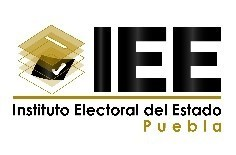 IEE
Instituto Electoral del Estado
Puebla